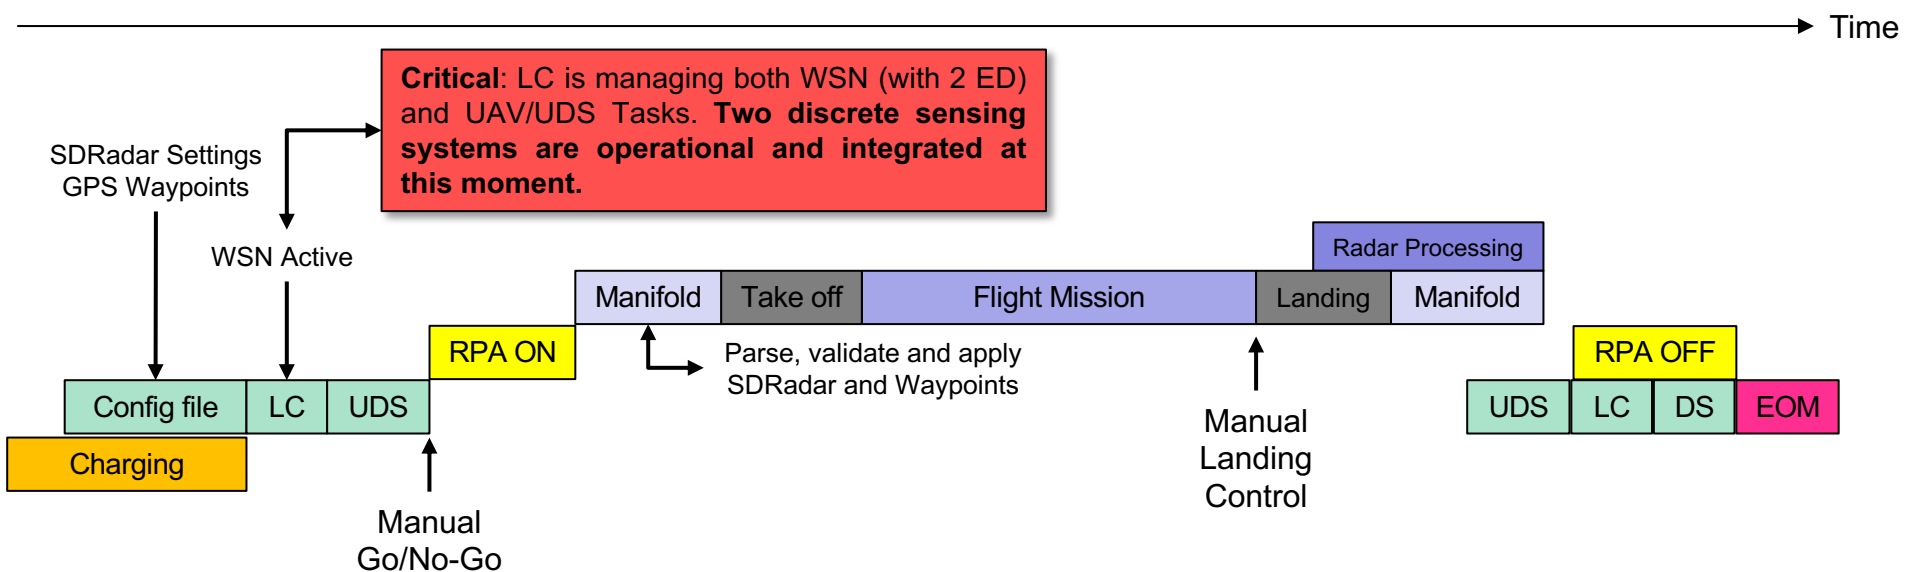 Time
Critical: LC is managing both WSN (with 2 ED)
and UAV/UDS Tasks. Two discrete sensing
systems are operational and integrated at
this moment.
SDRadar Settings
GPS Waypoints
WSN Active
Radar Processing
Manifold
Take off
Flight Mission
Landing
Manifold
RPA ON
Parse, validate and apply
SDRadar and Waypoints
RPA OFF
Config file
LC
UDS
UDS
LC
DS
EOM
Charging
Manual
Landing
Control
Manual
Go/No-Go